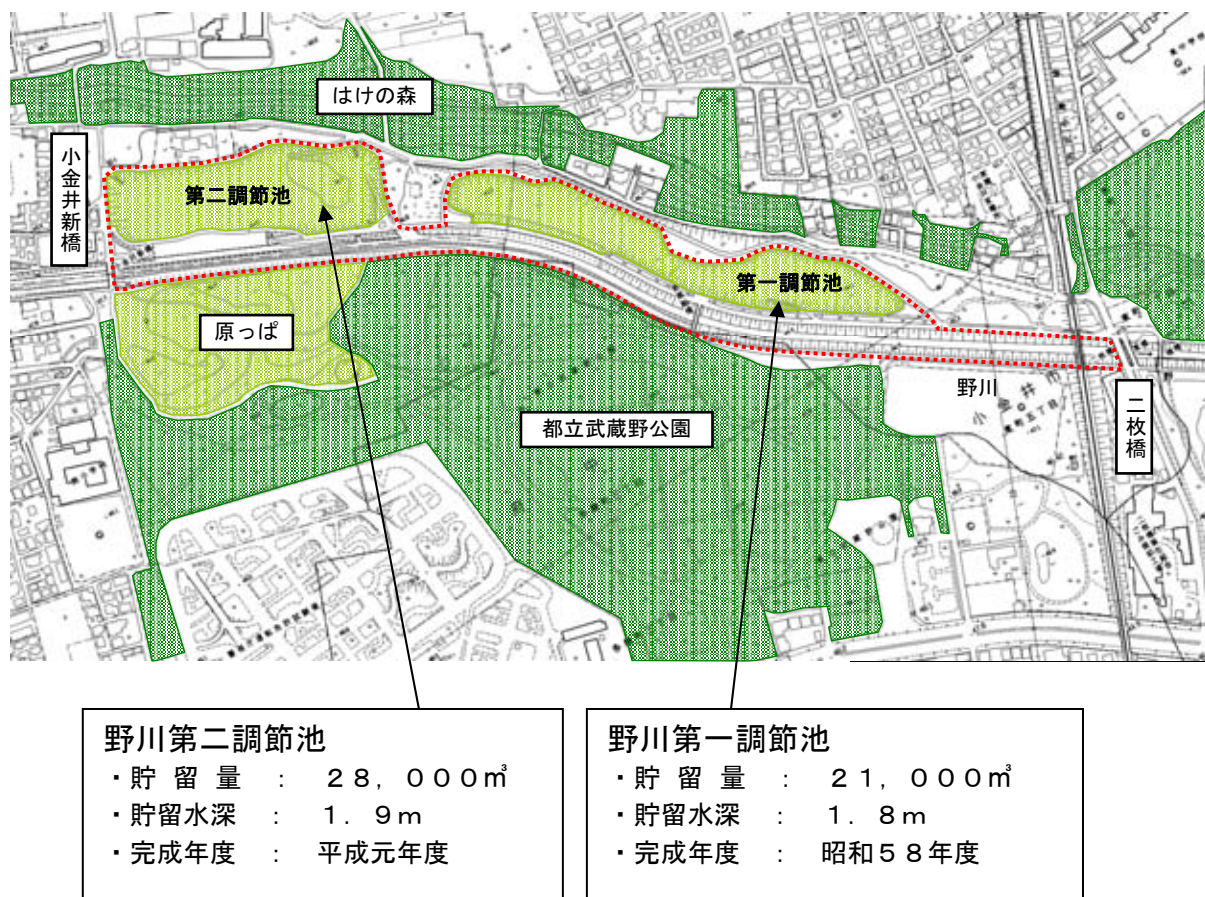 はけの森
小金井新橋
第二調節池
第一調節池
原っぱ
都立武蔵野公園
野川
二枚橋
野川第二調節池
・貯留量 : 28,000㎥
・貯留水深 : 1.9m
・完成年度 : 平成元年度
野川第一調節池
・貯留量 : 21,000㎥
・貯留水深 : 1.8m
・完成年度 : 昭和58年度